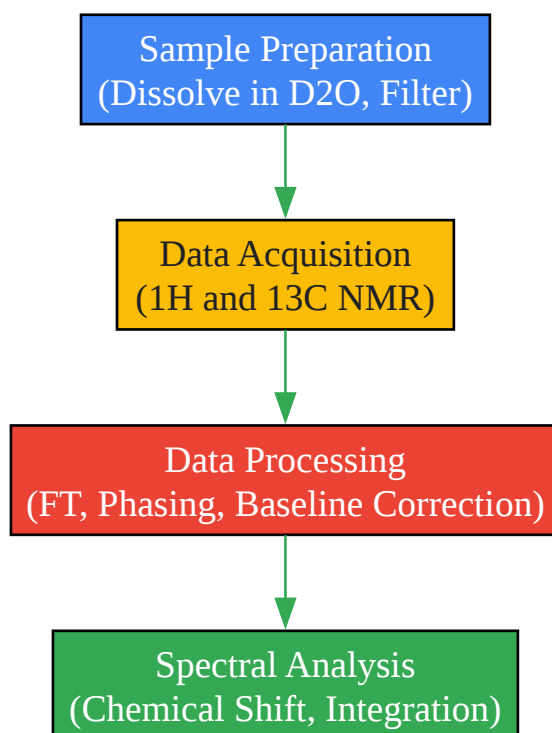 Sample Preparation
(Dissolve in D2O, Filter)
Data Acquisition
(1H and 13C NMR)
Data Processing
(FT, Phasing, Baseline Correction)
Spectral Analysis
(Chemical Shift, Integration)